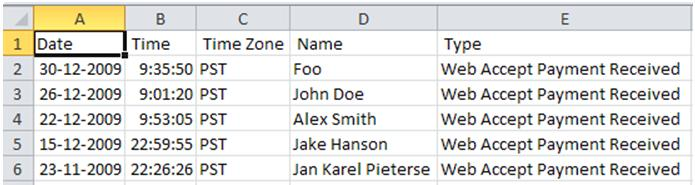 A B C D E
1 Date Time Time Zone Name Type
2 30-12-2009 9:35:50 PST Foo Web Accept Payment Received
3 26-12-2009 9:01:20 PST John Doe Web Accept Payment Received
4 22-12-2009 9:53:05 PST Alex Smith Web Accept Payment Received
5 15-12-2009 22:59:55 PST Jake Hanson Web Accept Payment Received
6 23-11-2009 22:26:26 PST Jan Karel Pieterse Web Accept Payment Received